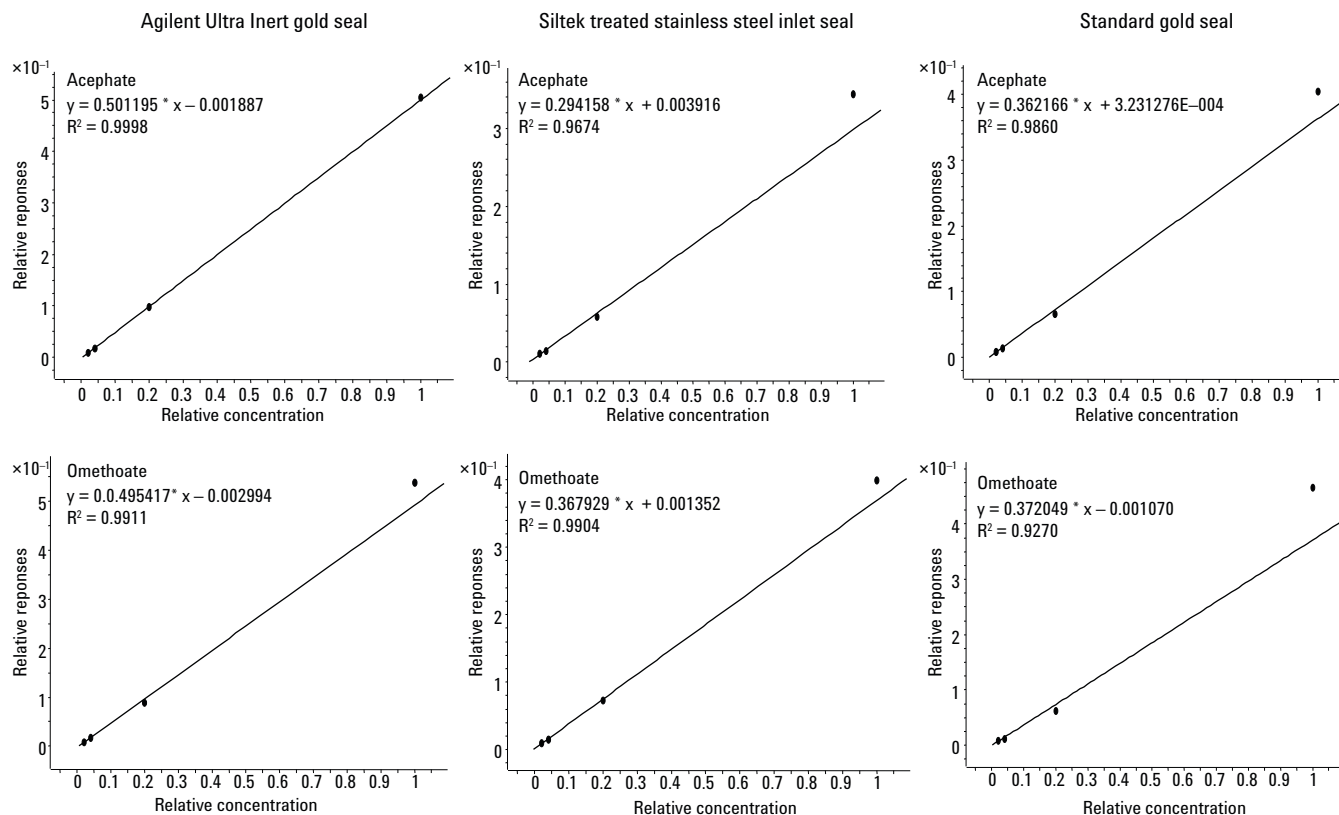 Agilent Ultra Inert gold seal
Siltek treated stainless steel inlet seal
Standard gold seal
×10⁻¹
Acephate
y = 0.501195 * x – 0.001887
R² = 0.9998
5
4
3
2
1
0
Relative reponses
0 0.1 0.2 0.3 0.4 0.5 0.6 0.7 0.8 0.9 1
Relative concentration
×10⁻¹
Acephate
y = 0.294158 * x + 0.003916
R² = 0.9674
3
2
1
0
Relative reponses
0 0.1 0.2 0.3 0.4 0.5 0.6 0.7 0.8 0.9 1
Relative concentration
×10⁻¹
Acephate
y = 0.362166 * x + 3.231276E–004
R² = 0.9860
4
3
2
1
0
Relative reponses
0 0.1 0.2 0.3 0.4 0.5 0.6 0.7 0.8 0.9 1
Relative concentration
×10⁻¹
Omethoate
y = 0.0.495417* x – 0.002994
R² = 0.9911
5
4
3
2
1
0
Relative reponses
0 0.1 0.2 0.3 0.4 0.5 0.6 0.7 0.8 0.9 1
Relative concentration
×10⁻¹
Omethoate
y = 0.367929 * x + 0.001352
R² = 0.9904
4
3
2
1
0
Relative reponses
0 0.1 0.2 0.3 0.4 0.5 0.6 0.7 0.8 0.9 1
Relative concentration
×10⁻¹
Omethoate
y = 0.372049 * x – 0.001070
R² = 0.9270
5
4
3
2
1
0
Relative reponses
0 0.1 0.2 0.3 0.4 0.5 0.6 0.7 0.8 0.9 1
Relative concentration